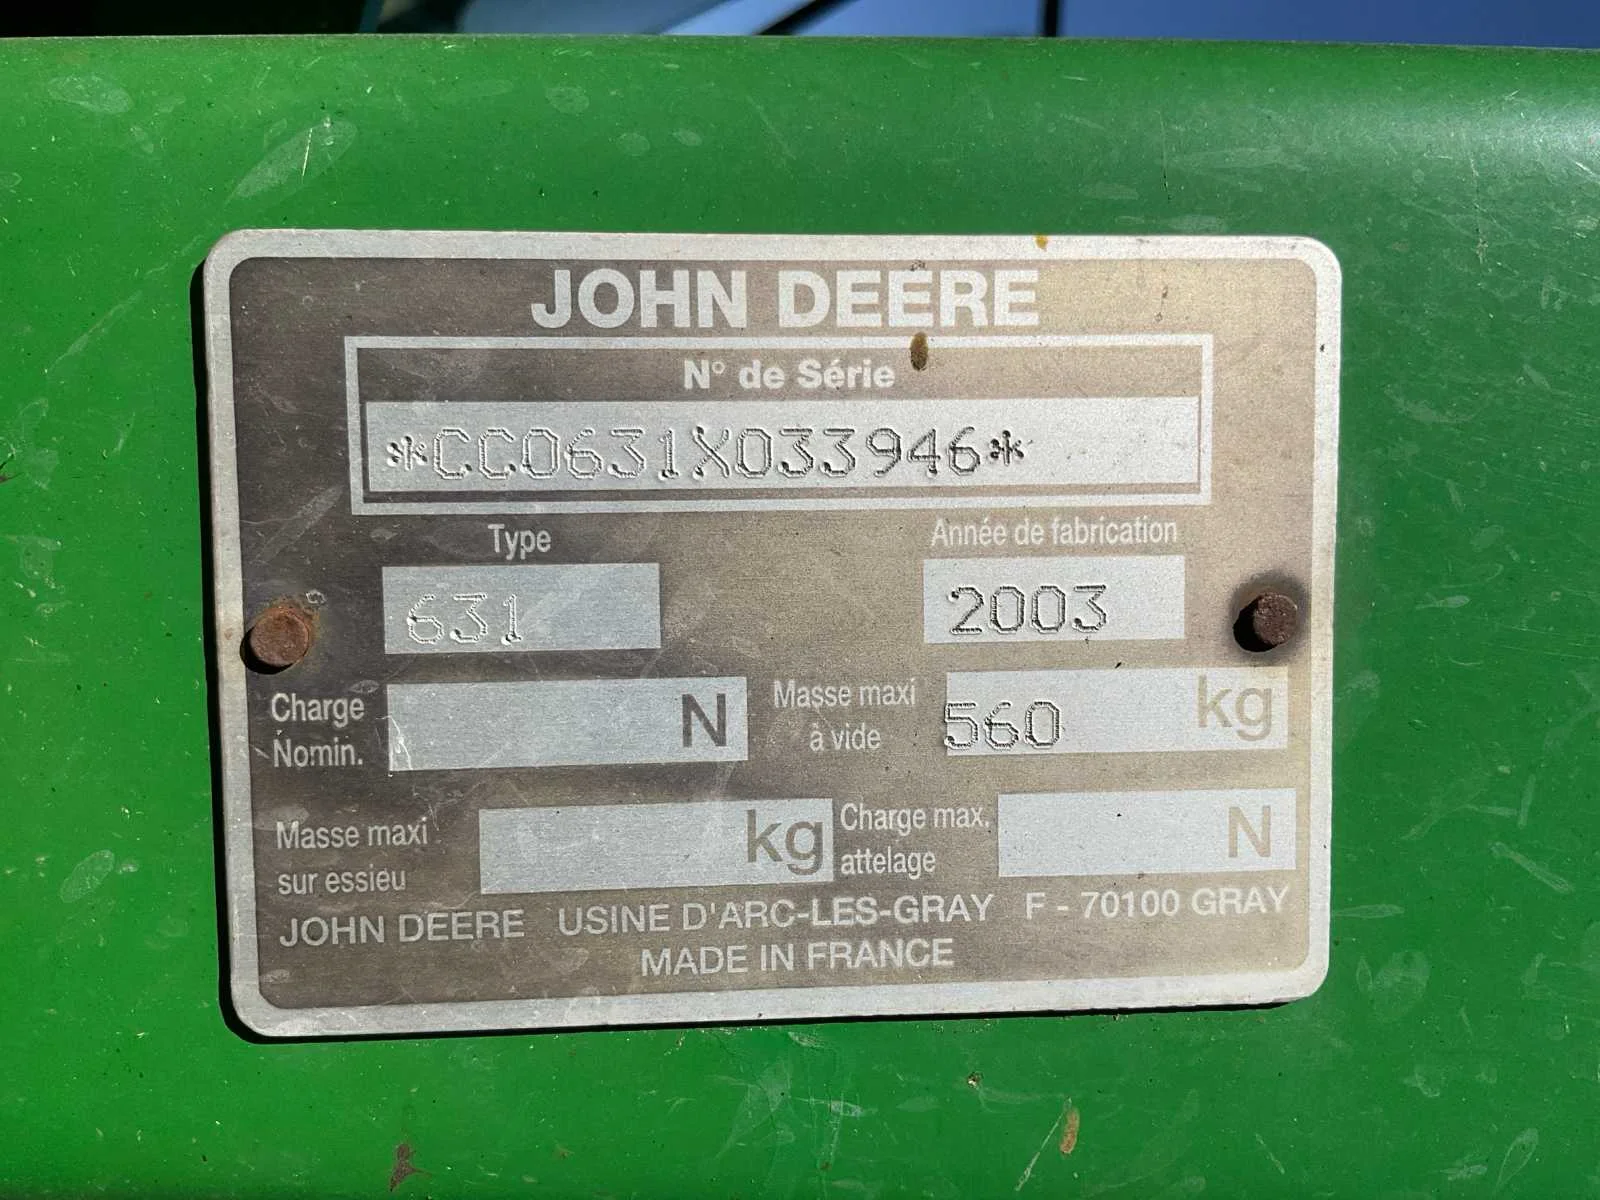 JOHN DEERE
N° de Série
*CC0631X033946*
Type
Année de fabrication
631
2003
Charge
Nomin.
N
Masse maxi
à vide
560 kg
Masse maxi
sur essieu
kg
Charge max.
attelage
N
JOHN DEERE USINE D'ARC-LES-GRAY F - 70100 GRAY
MADE IN FRANCE